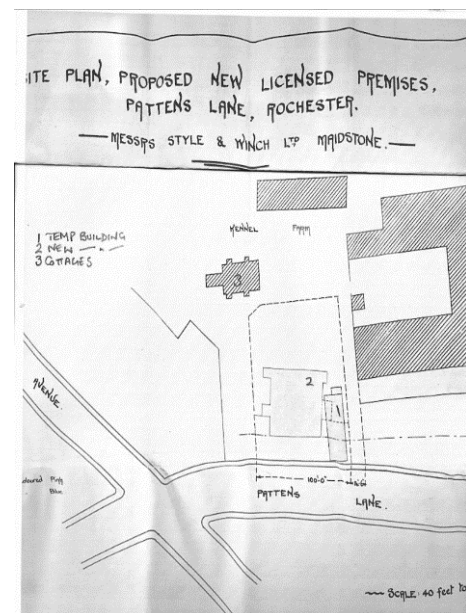 SITE PLAN, PROPOSED NEW LICENSED PREMISES,
PATTENS LANE, ROCHESTER.
MESSRS STYLE & WINCH LTD MAIDSTONE.
1 TEMP BUILDING
2 NEW — " —
3 COTTAGES
KENNEL FARM
3
2
1
AVENUE.
100'-0"
PATTENS LANE.
SCALE: 40 feet to